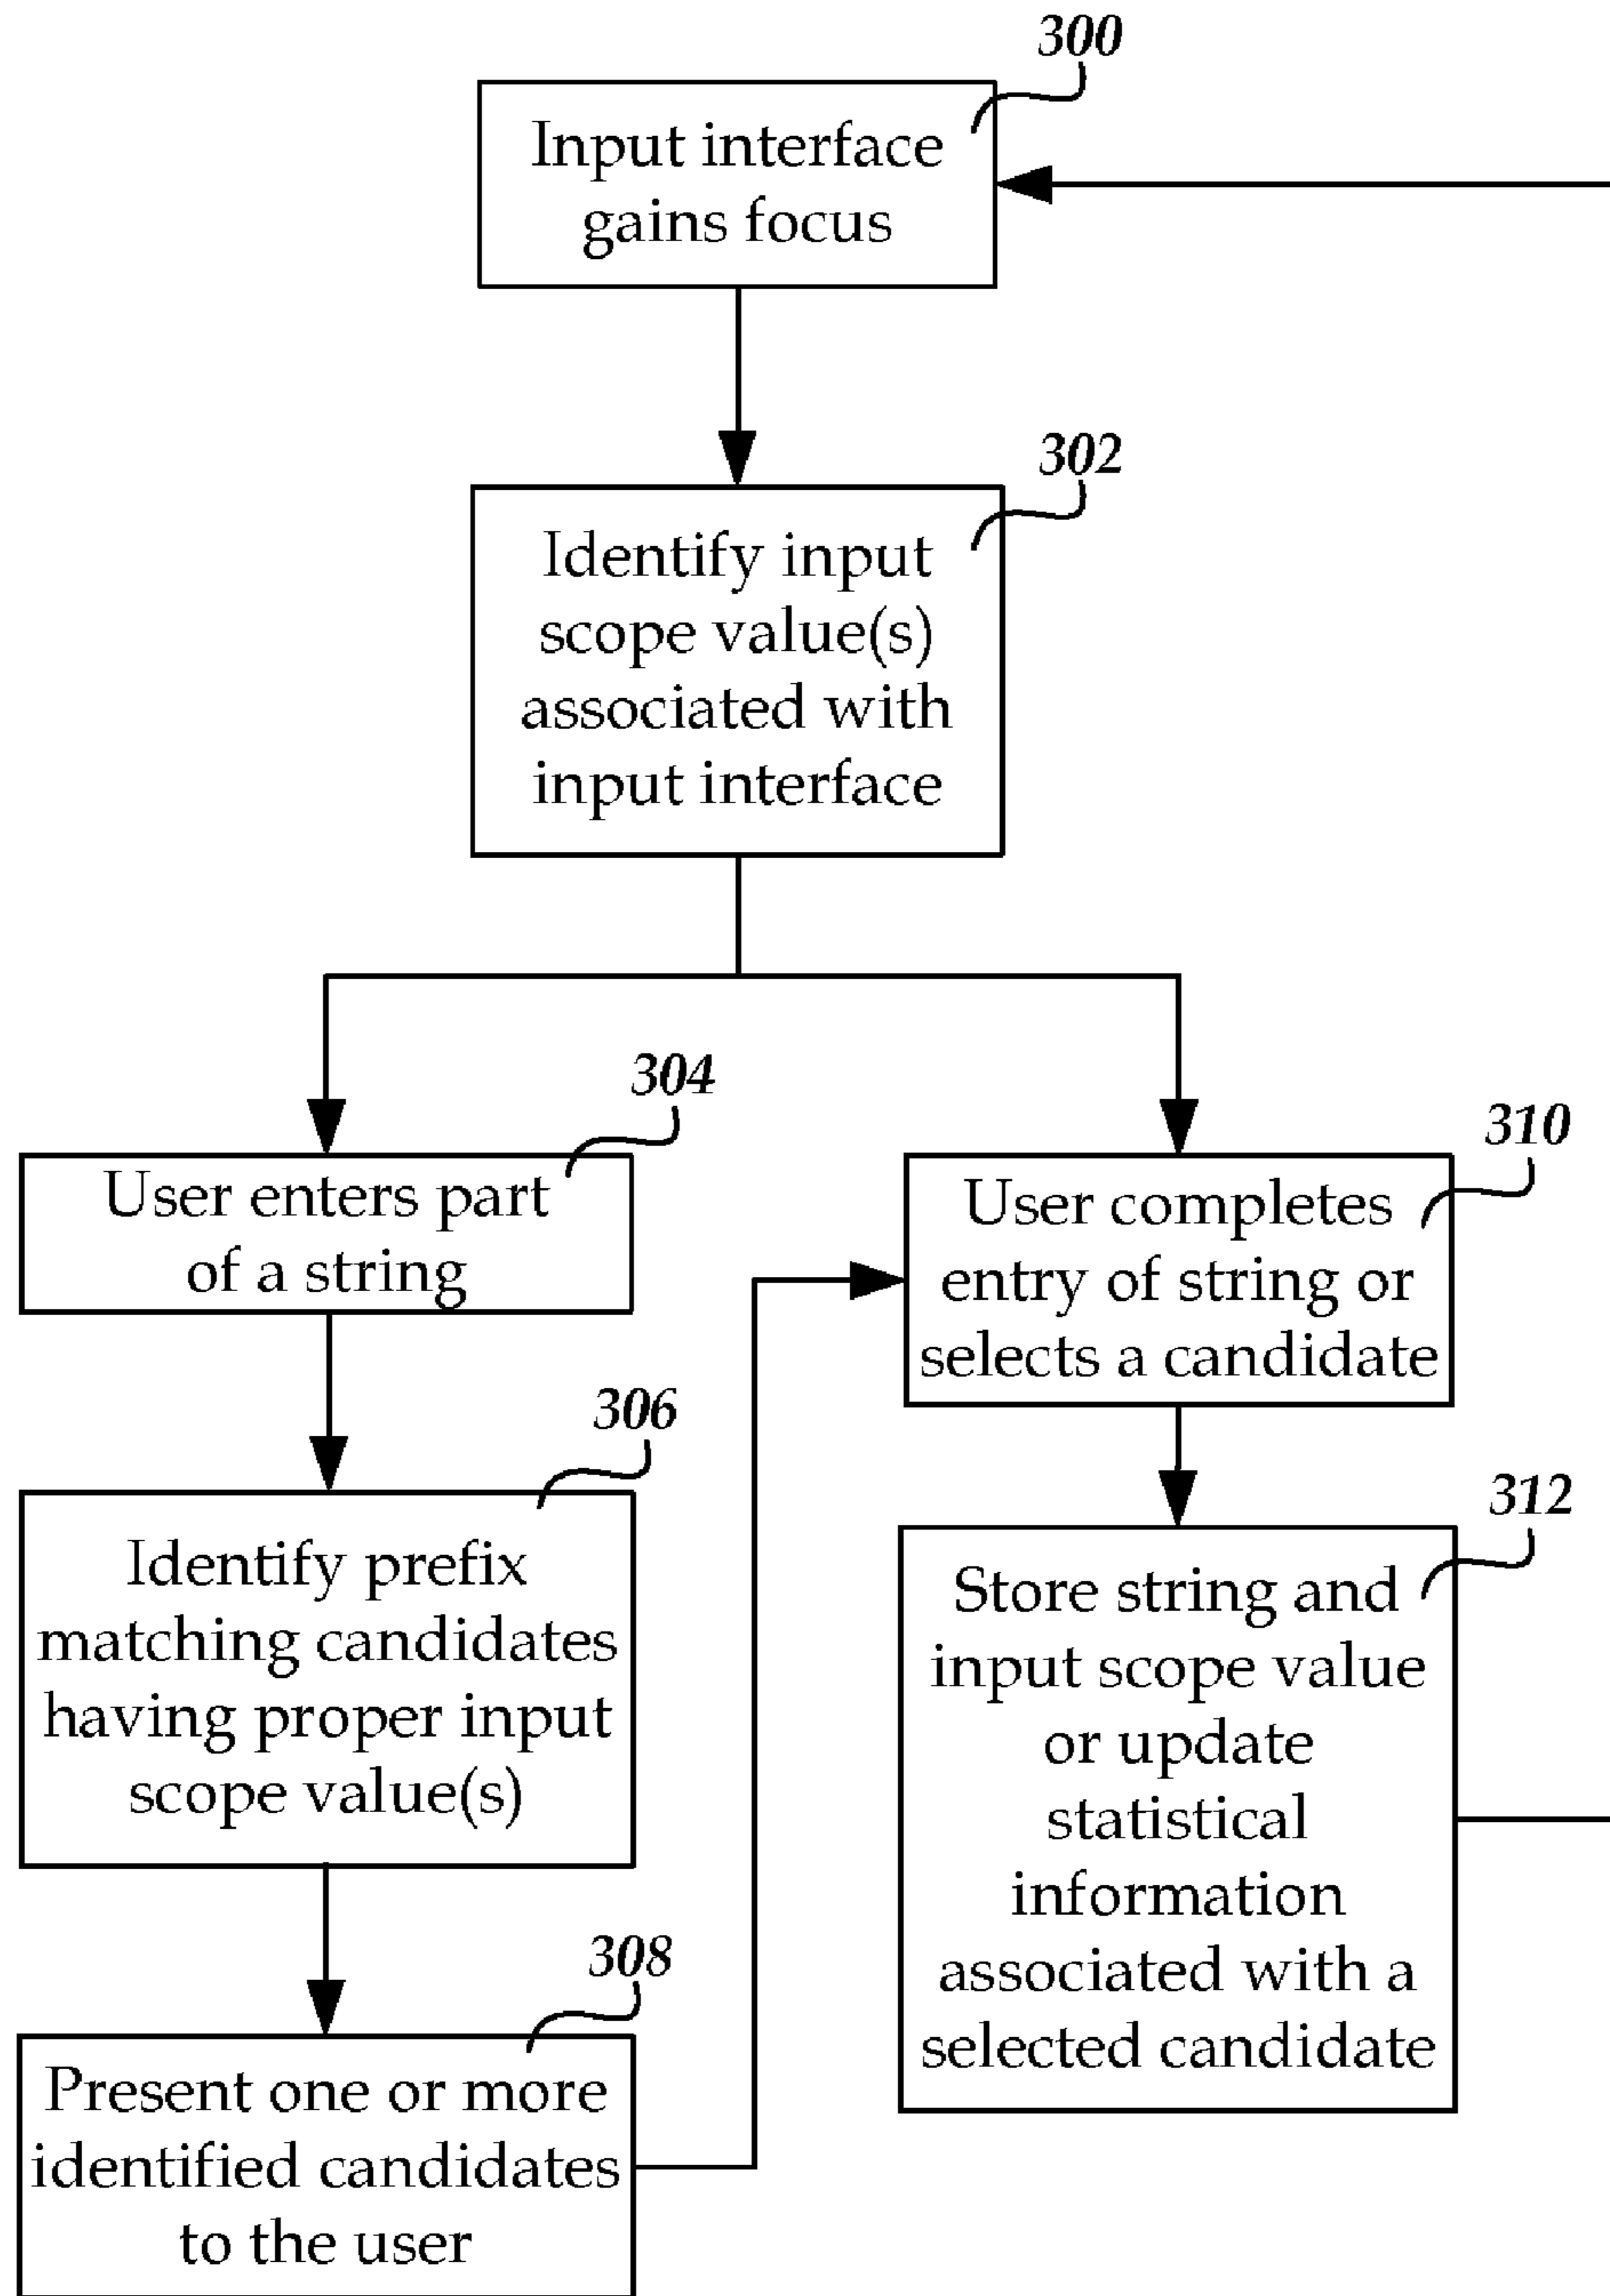 300
Input interface
gains focus
302
Identify input
scope value(s)
associated with
input interface
304
User enters part
of a string
306
Identify prefix
matching candidates
having proper input
scope value(s)
308
Present one or more
identified candidates
to the user
310
User completes
entry of string or
selects a candidate
312
Store string and
input scope value
or update
statistical
information
associated with a
selected candidate